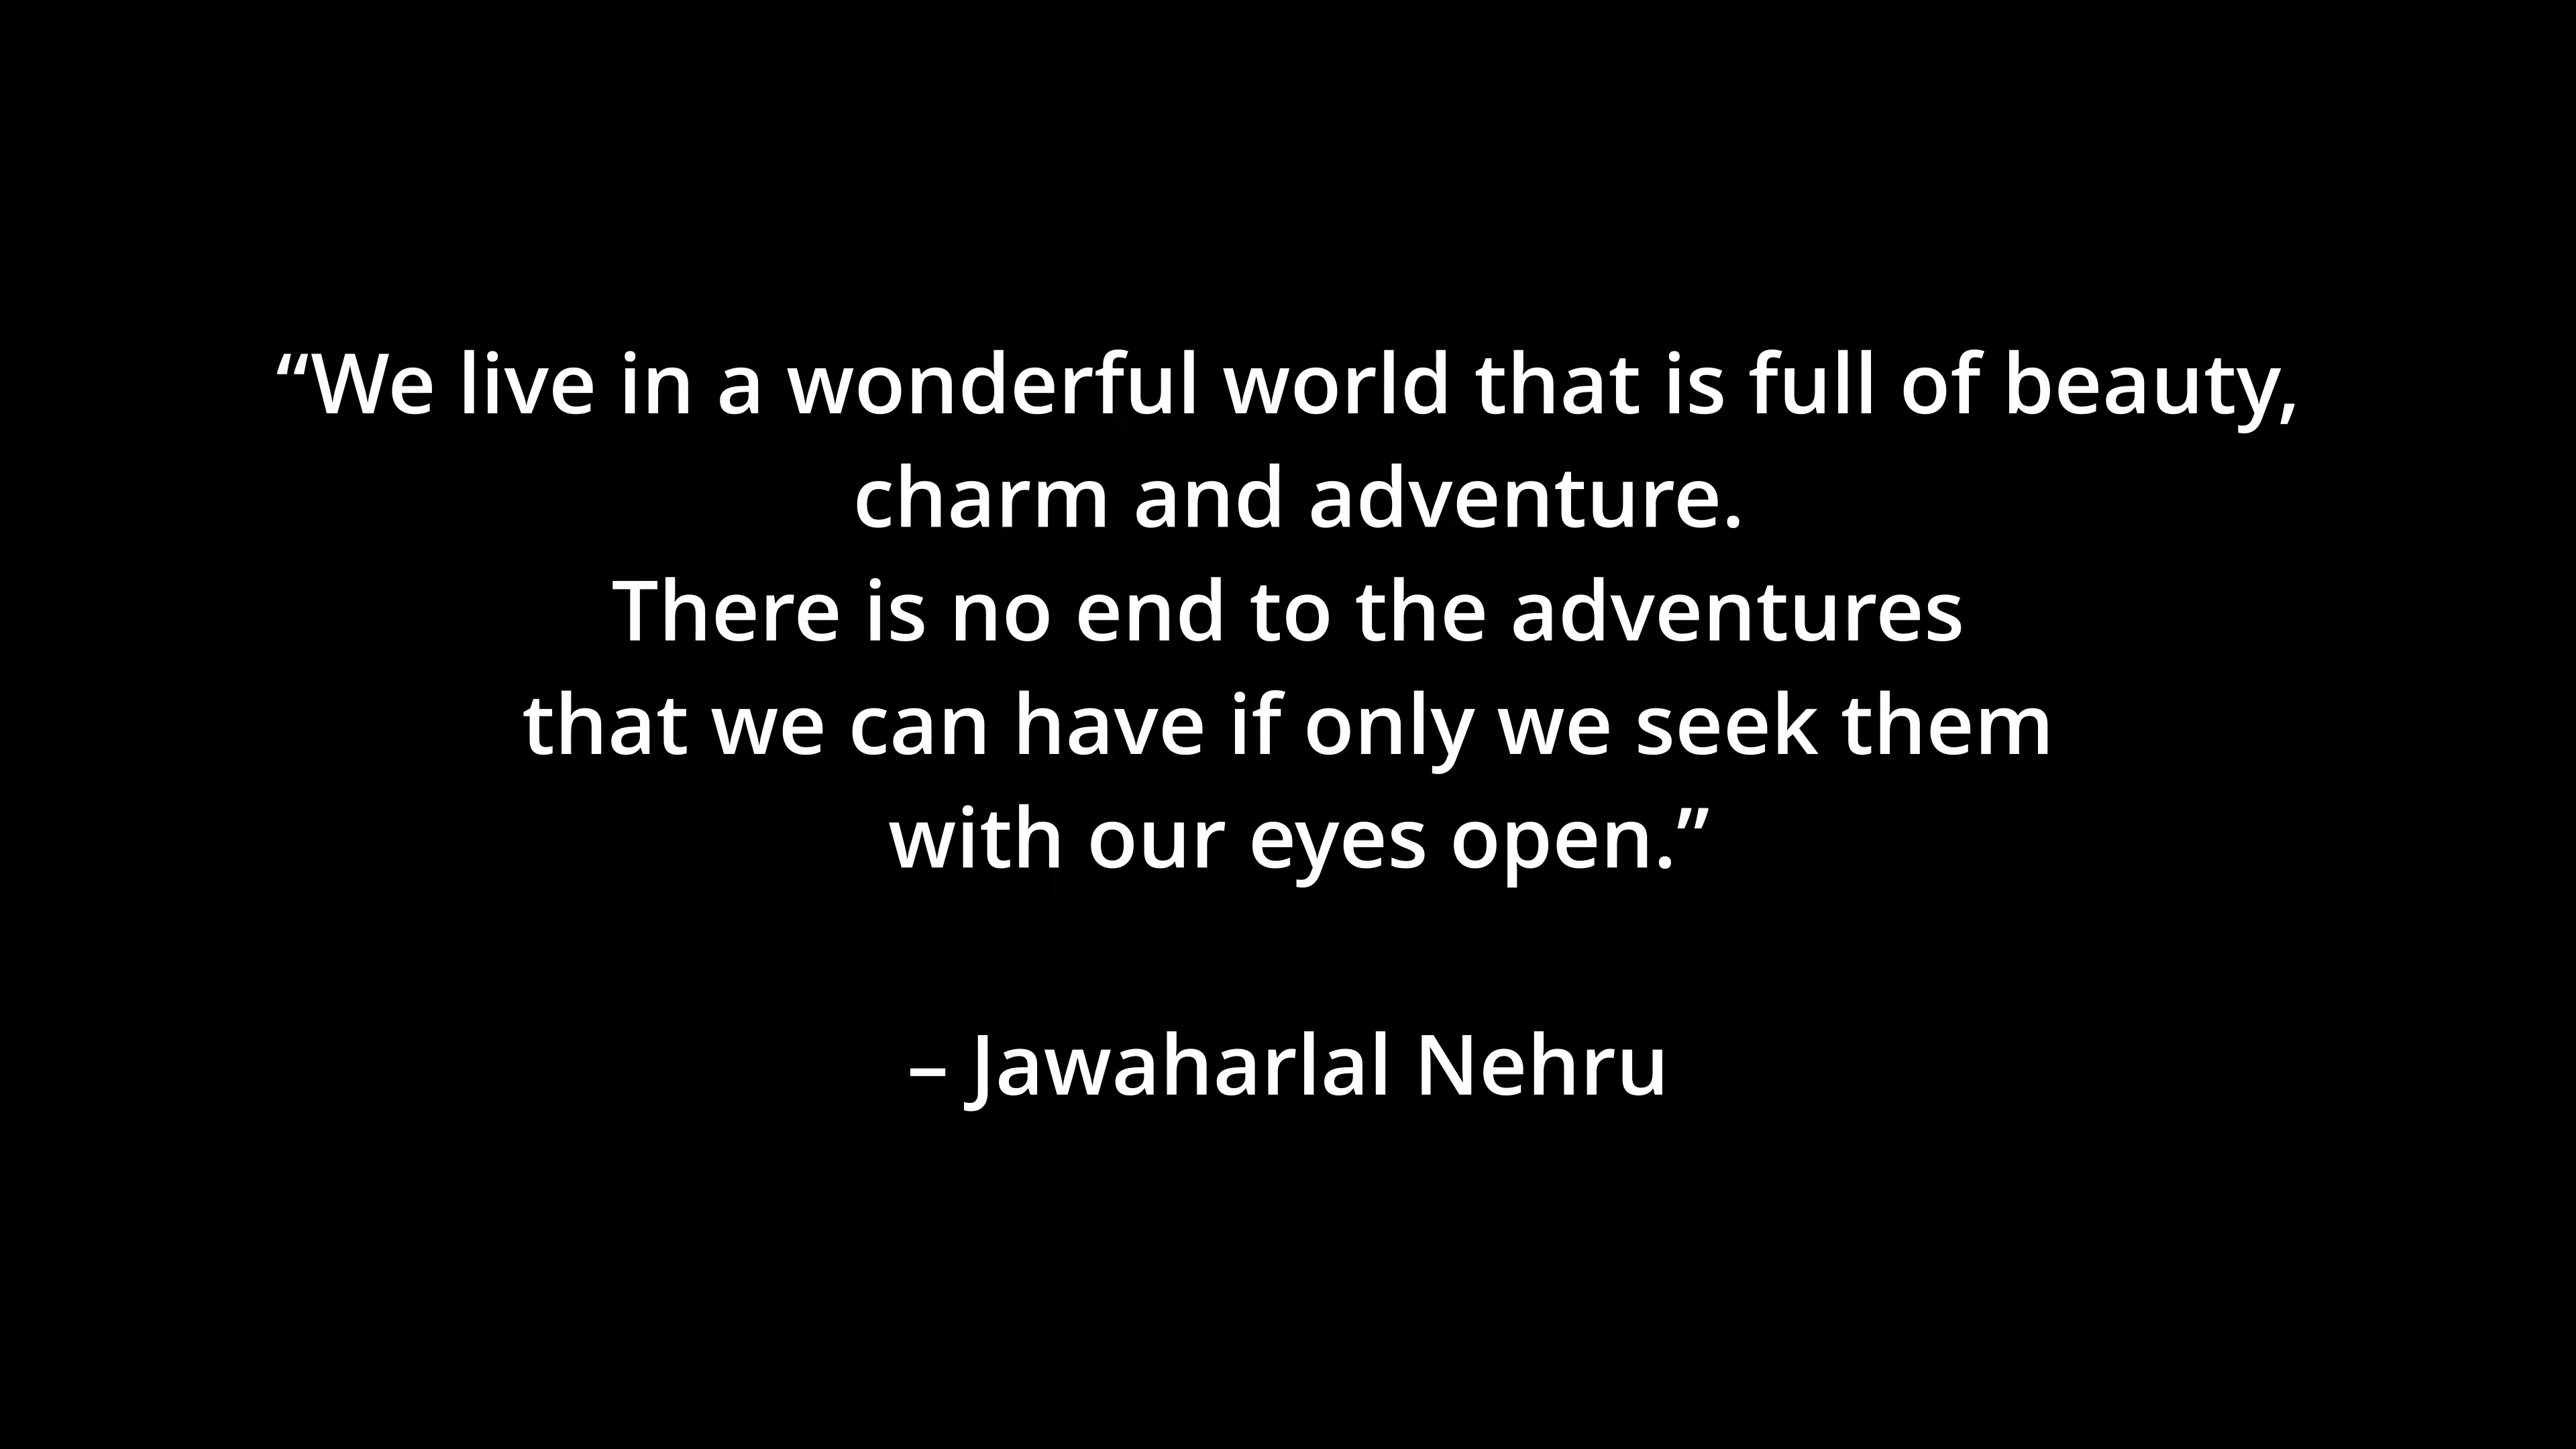 “We live in a wonderful world that is full of beauty,
charm and adventure.
There is no end to the adventures
that we can have if only we seek them
with our eyes open.”
– Jawaharlal Nehru